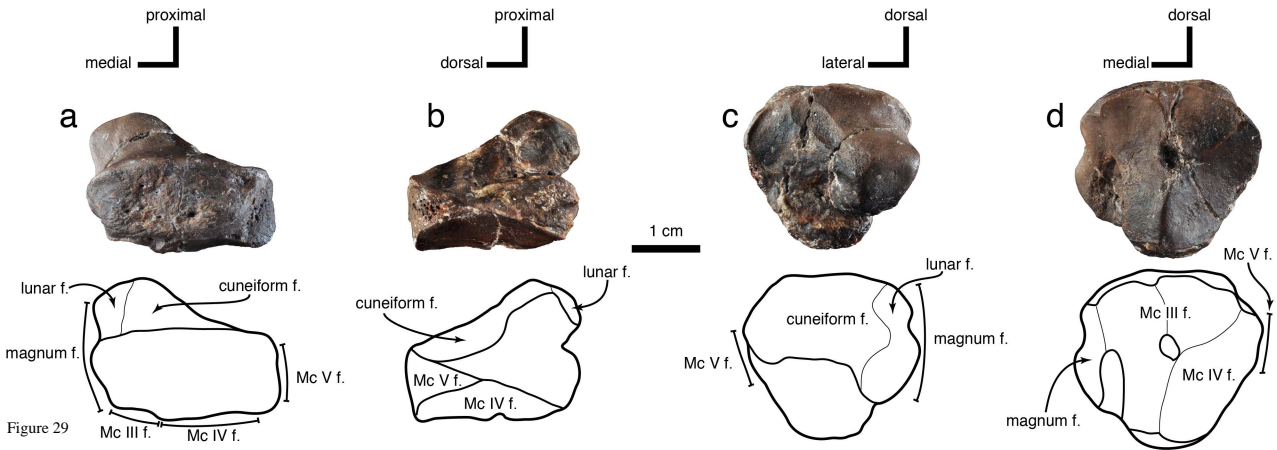 proximal
medial
a
proximal
dorsal
b
dorsal
lateral
c
dorsal
medial
d
1 cm
lunar f.
cuneiform f.
magnum f.
Mc V f.
Mc III f.
Mc IV f.
cuneiform f.
lunar f.
Mc V f.
Mc IV f.
lunar f.
cuneiform f.
magnum f.
Mc V f.
Mc V f.
Mc III f.
Mc IV f.
magnum f.
Figure 29